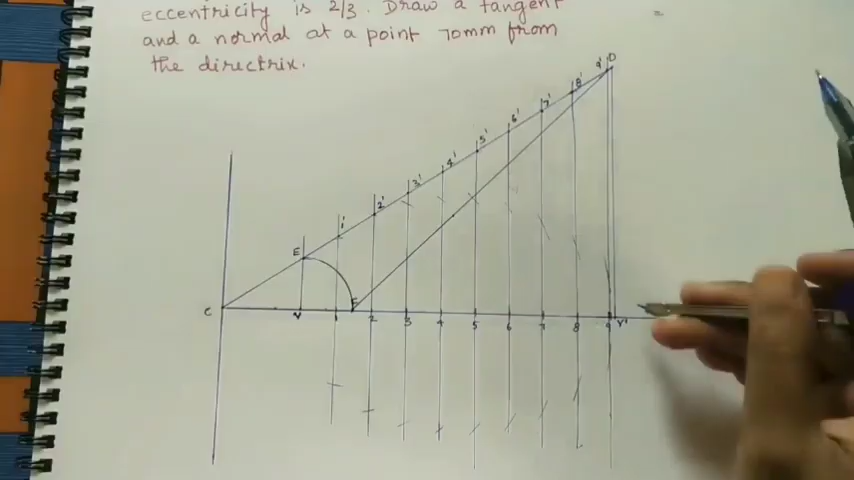 eccentricity is 2/3. Draw a tangent
and a normal at a point 70mm from
the directrix.
9' D
8'
7'
6'
5'
4'
3'
2'
1'
E
F
C
V 1 2 3 4 5 6 7 8 9 V'